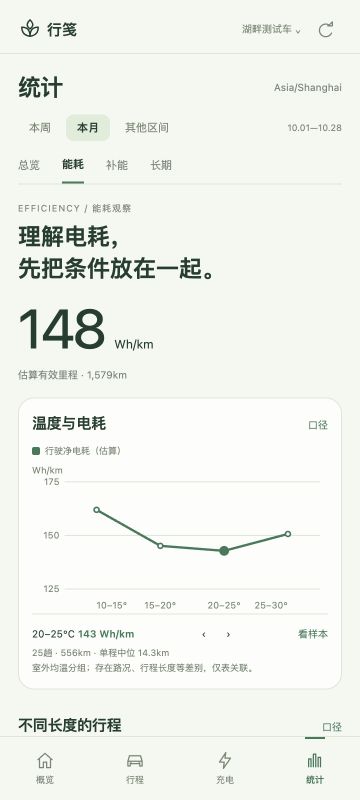 行笺
湖畔测试车
统计
Asia/Shanghai
本周 本月 其他区间 10.01—10.28
总览 能耗 补能 长期
EFFICIENCY / 能耗观察
理解电耗，
先把条件放在一起。
148 Wh/km
估算有效里程 · 1,579km
温度与电耗 口径
行驶净电耗（估算）
Wh/km
175
150
125
10–15° 15–20° 20–25° 25–30°
20–25°C 143 Wh/km ‹ › 看样本
25趟 · 556km · 单程中位 14.3km
室外均温分组；存在路况、行程长度等差别，仅表关联。
不同长度的行程 口径
概览 行程 充电 统计